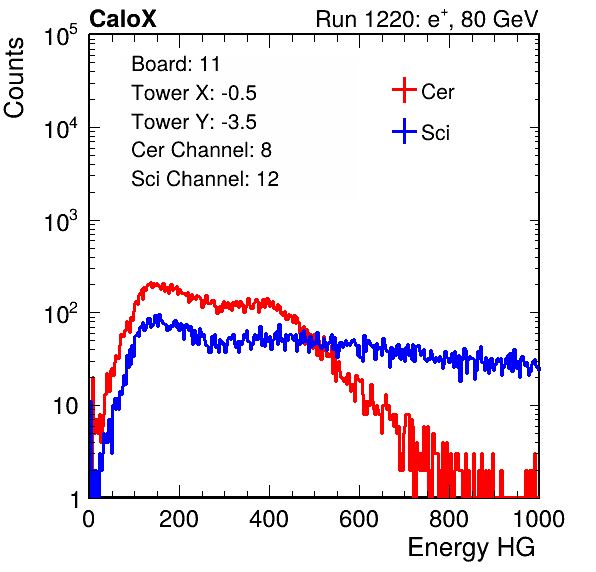 CaloX Run 1220: e⁺, 80 GeV
Board: 11
Tower X: -0.5
Tower Y: -3.5
Cer Channel: 8
Sci Channel: 12
Cer
Sci
Counts
10⁵
10⁴
10³
10²
10
1
0 200 400 600 800 1000
Energy HG